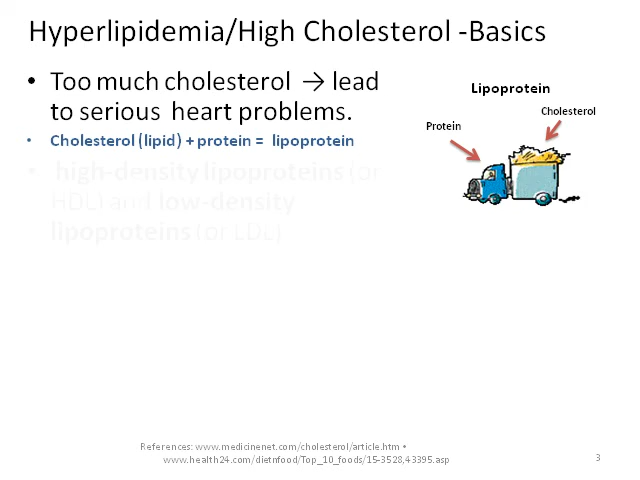 Hyperlipidemia/High Cholesterol -Basics
• Too much cholesterol → lead
to serious heart problems.
• Cholesterol (lipid) + protein = lipoprotein
• high-density lipoproteins (or
HDL) and low-density
lipoproteins (or LDL)
Lipoprotein
Cholesterol
Protein
References: www.medicinenet.com/cholesterol/article.htm •
www.health24.com/dietnfood/Top_10_foods/15-3528,43395.asp
3